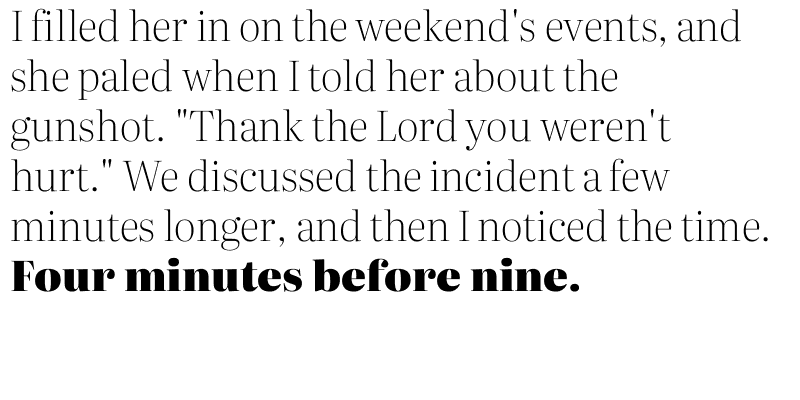 I filled her in on the weekend's events, and
she paled when I told her about the
gunshot. "Thank the Lord you weren't
hurt." We discussed the incident a few
minutes longer, and then I noticed the time.
Four minutes before nine.